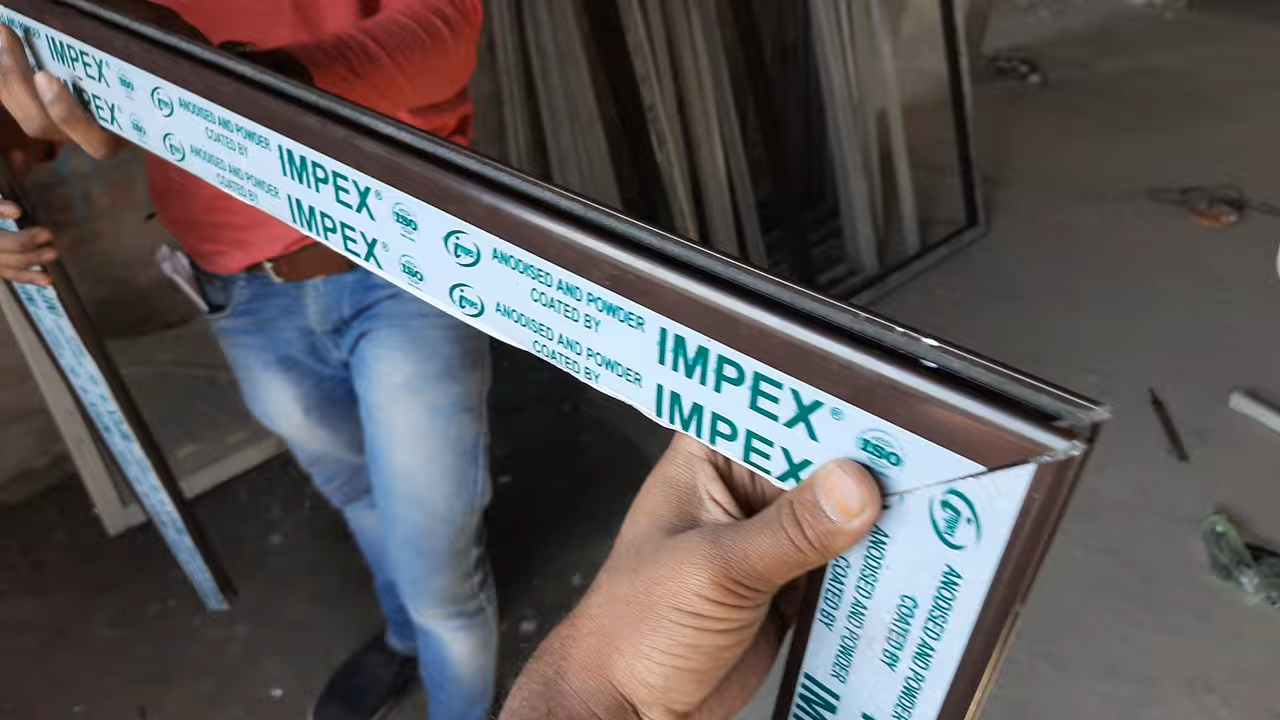 IMPEX®
ISO
ANODISED AND POWDER
COATED BY
IMPEX®
ISO
ANODISED AND POWDER
COATED BY
IMPEX®
ISO
ISO
ANODISED AND POWDER
COATED BY
IMPEX®
ISO
ANODISED AND POWDER
COATED BY
IMPEX
impex
ANODISED AND POWDER
COATED BY
ANODISED AND POWDER
COATED BY